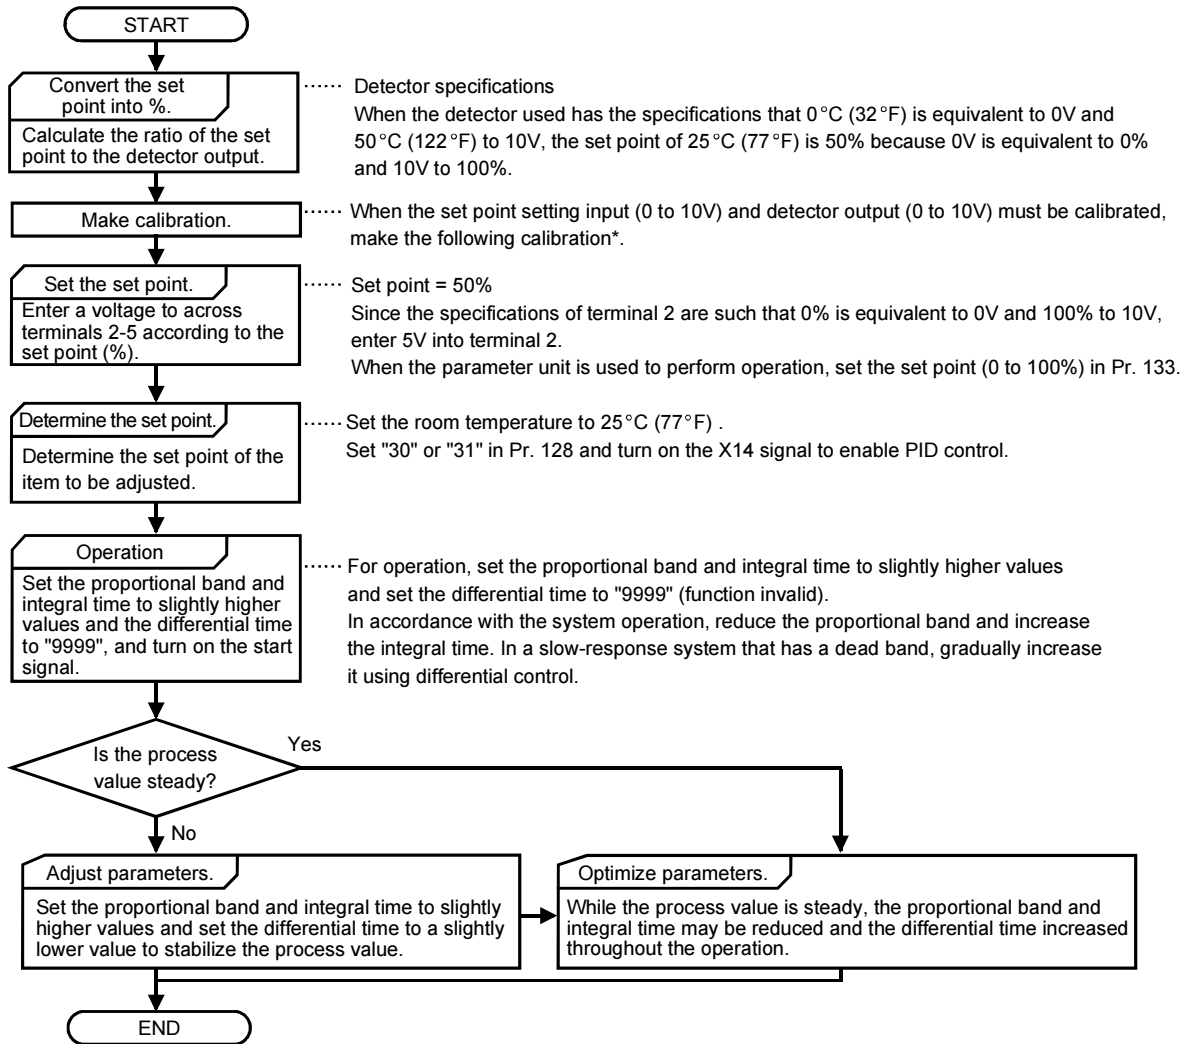 START
Convert the set
point into %.
Calculate the ratio of the set
point to the detector output.
······ Detector specifications
When the detector used has the specifications that 0°C (32°F) is equivalent to 0V and
50°C (122°F) to 10V, the set point of 25°C (77°F) is 50% because 0V is equivalent to 0%
and 10V to 100%.
Make calibration.
······ When the set point setting input (0 to 10V) and detector output (0 to 10V) must be calibrated,
make the following calibration*.
Set the set point.
Enter a voltage to across
terminals 2-5 according to the
set point (%).
······ Set point = 50%
Since the specifications of terminal 2 are such that 0% is equivalent to 0V and 100% to 10V,
enter 5V into terminal 2.
When the parameter unit is used to perform operation, set the set point (0 to 100%) in Pr. 133.
Determine the set point.
Determine the set point of the
item to be adjusted.
······ Set the room temperature to 25°C (77°F) .
Set "30" or "31" in Pr. 128 and turn on the X14 signal to enable PID control.
Operation
Set the proportional band and
integral time to slightly higher
values and the differential time
to "9999", and turn on the start
signal.
······ For operation, set the proportional band and integral time to slightly higher values
and set the differential time to "9999" (function invalid).
In accordance with the system operation, reduce the proportional band and increase
the integral time. In a slow-response system that has a dead band, gradually increase
it using differential control.
Is the process
value steady?
Yes
No
Adjust parameters.
Set the proportional band and integral time to slightly
higher values and set the differential time to a slightly
lower value to stabilize the process value.
Optimize parameters.
While the process value is steady, the proportional band and
integral time may be reduced and the differential time increased
throughout the operation.
END